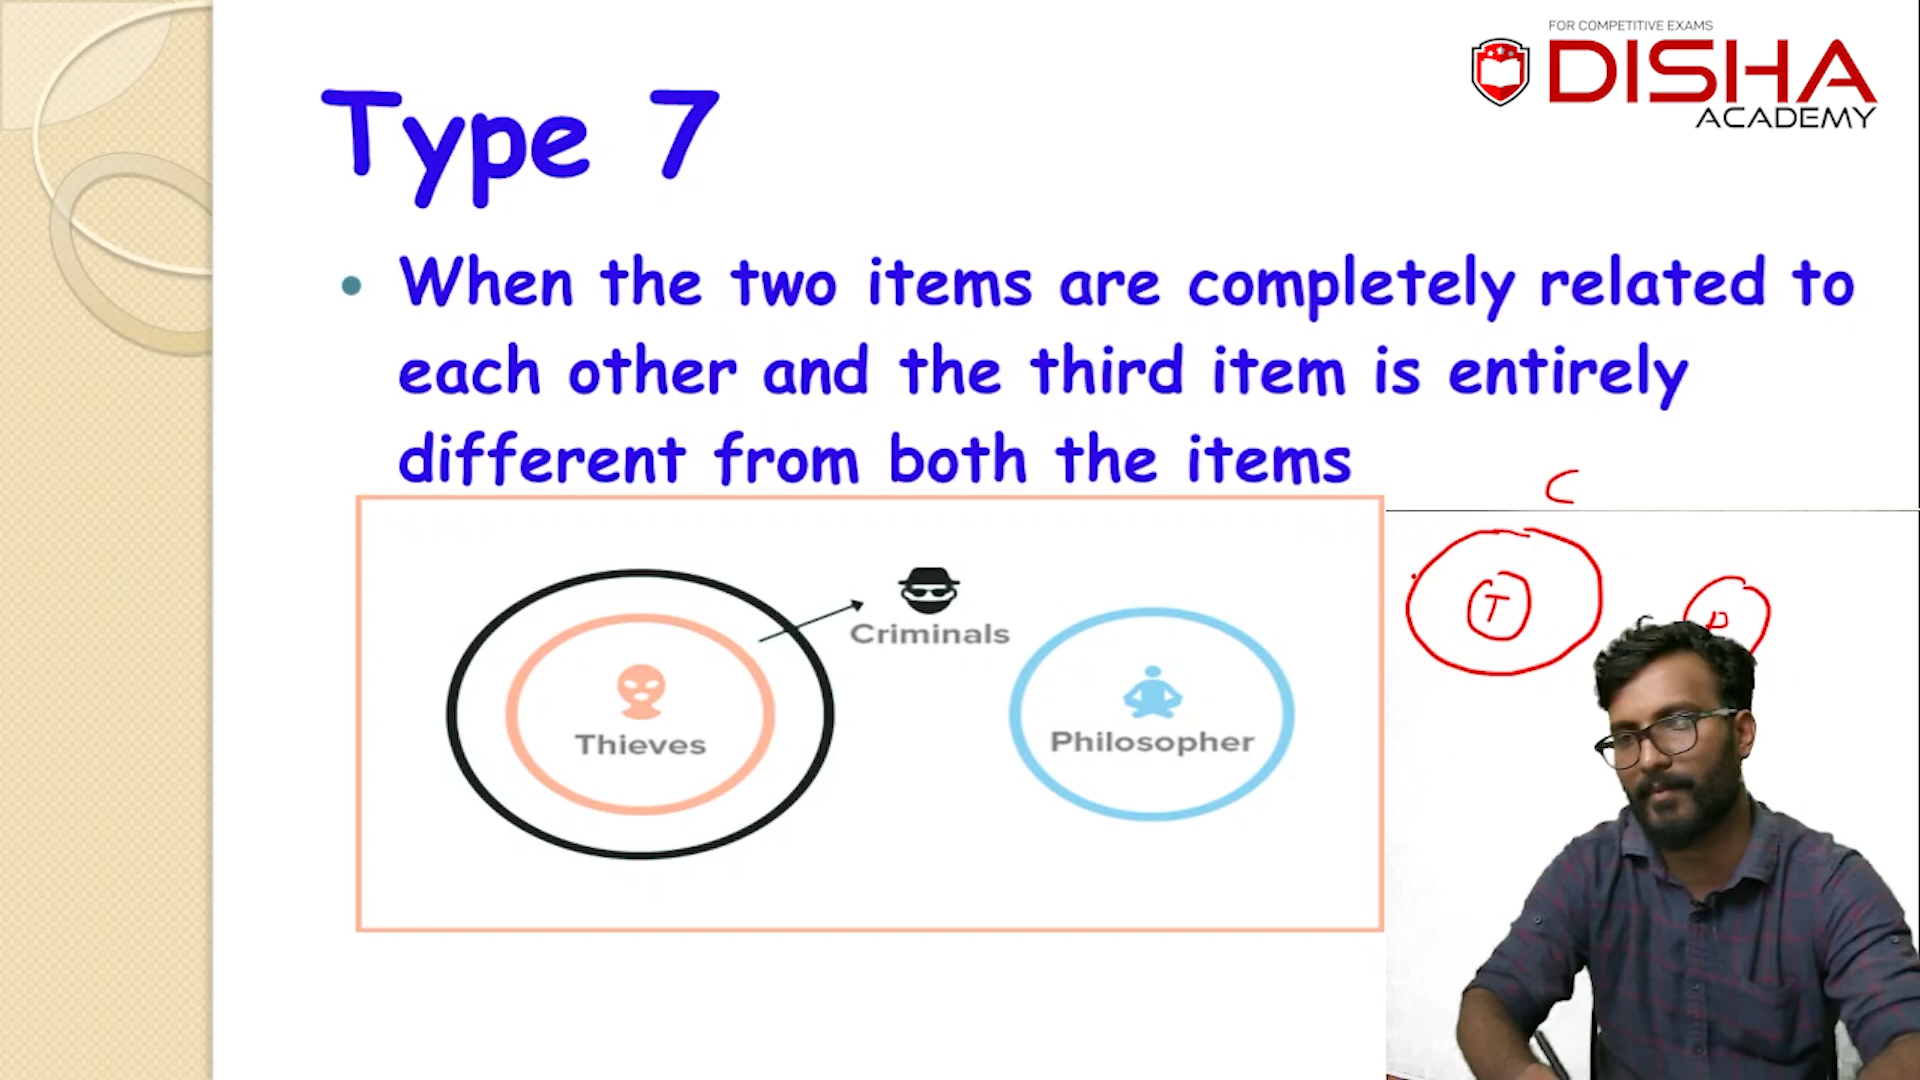 FOR COMPETITIVE EXAMS
DISHA
ACADEMY
Type 7
When the two items are completely related to
each other and the third item is entirely
different from both the items
C
Criminals
T
P
Thieves
Philosopher